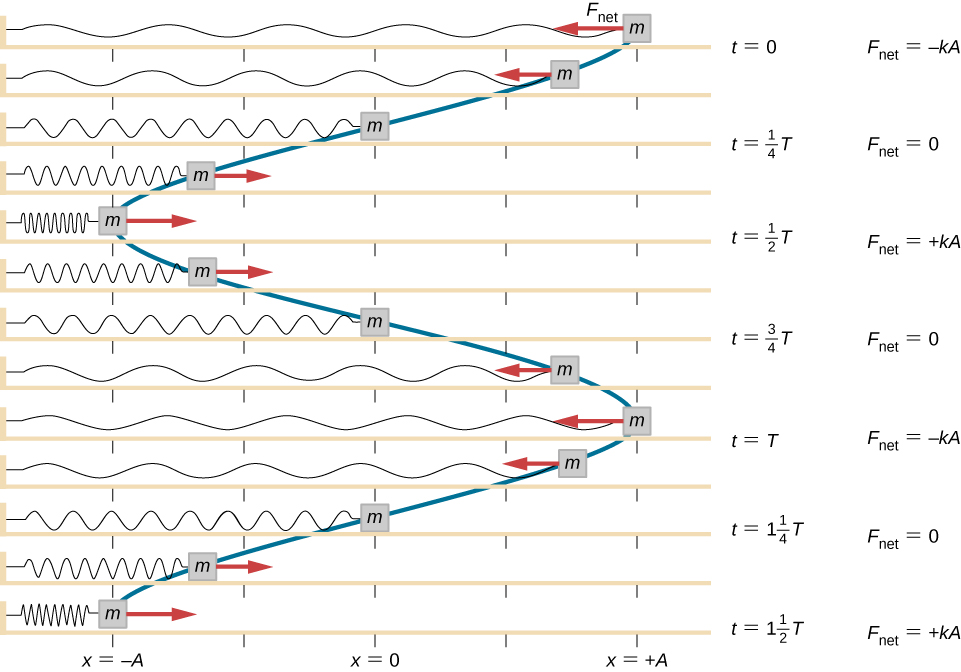 F_net
m
t = 0 F_net = –kA
m
m
t = 1/4 T F_net = 0
m
m
t = 1/2 T F_net = +kA
m
m
t = 3/4 T F_net = 0
m
m
t = T F_net = –kA
m
m
t = 1 1/4 T F_net = 0
m
m
t = 1 1/2 T F_net = +kA
x = –A x = 0 x = +A